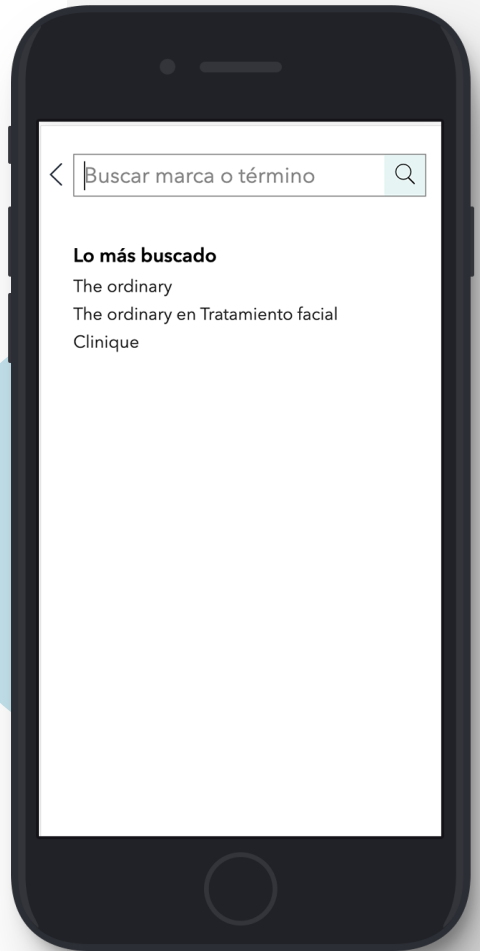 Buscar marca o término
Lo más buscado
The ordinary
The ordinary en Tratamiento facial
Clinique